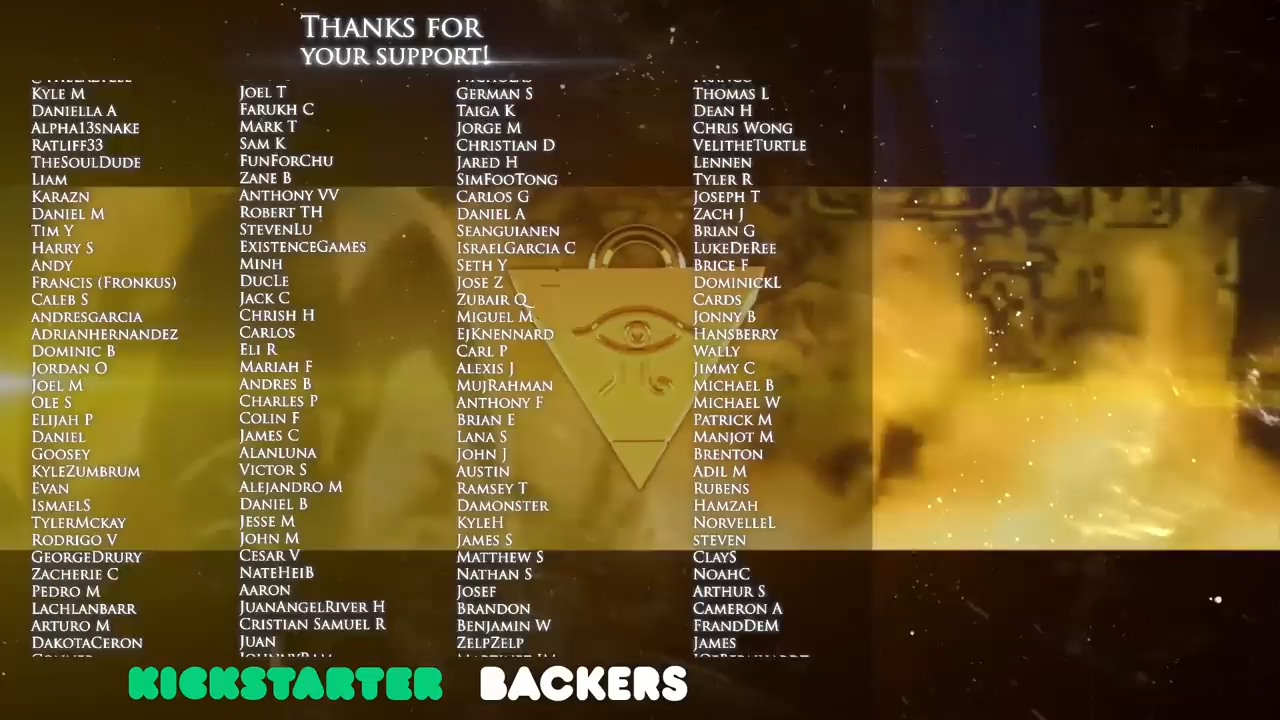 THANKS FOR
YOUR SUPPORT!
KYLE M
DANIELLA A
ALPHA13SNAKE
RATLIFF33
THESOULDUDE
LIAM
KARAZN
DANIEL M
TIM Y
HARRY S
ANDY
FRANCIS (FRONKUS)
CALEB S
ANDRESGARCIA
ADRIANHERNANDEZ
DOMINIC B
JORDAN O
JOEL M
OLE S
ELIJAH P
DANIEL
GOOSEY
KYLEZUMBRUM
EVAN
ISMAELS
TYLERMCKAY
RODRIGO V
GEORGEDRURY
ZACHERIE C
PEDRO M
LACHLANBARR
ARTURO M
DAKOTACERON
JOEL T
FARUKH C
MARK T
SAM K
FUNFORCHU
ZANE B
ANTHONY VV
ROBERT TH
STEVENLU
EXISTENCEGAMES
MINH
DUCLE
JACK C
CHRISH H
CARLOS
ELI R
MARIAH F
ANDRES B
CHARLES P
COLIN F
JAMES C
ALANLUNA
VICTOR S
ALEJANDRO M
DANIEL B
JESSE M
JOHN M
CESAR V
NATEHEIB
AARON
JUANANGELRIVER H
CRISTIAN SAMUEL R
JUAN
NICHOLAS
GERMAN S
TAIGA K
JORGE M
CHRISTIAN D
JARED H
SIMFOOTONG
CARLOS G
DANIEL A
SEANGUIANEN
ISRAELGARCIA C
SETH Y
JOSE Z
ZUBAIR Q
MIGUEL M
EJKNENNARD
CARL P
ALEXIS J
MUJRAHMAN
ANTHONY F
BRIAN E
LANA S
JOHN J
AUSTIN
RAMSEY T
DAMONSTER
KYLEH
JAMES S
MATTHEW S
NATHAN S
JOSEF
BRANDON
BENJAMIN W
ZELPZELP
FRANCO
THOMAS L
DEAN H
CHRIS WONG
VELITHETURTLE
LENNEN
TYLER R
JOSEPH T
ZACH J
BRIAN G
LUKEDEREE
BRICE F
DOMINICKL
CARDS
JONNY B
HANSBERRY
WALLY
JIMMY C
MICHAEL B
MICHAEL W
PATRICK M
MANJOT M
BRENTON
ADIL M
RUBENS
HAMZAH
NORVELLEL
STEVEN
CLAYS
NOAHC
ARTHUR S
CAMERON A
FRANDDEM
JAMES
KICKSTARTER BACKERS